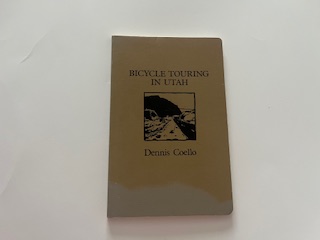 BICYCLE TOURING
IN UTAH
Dennis Coello